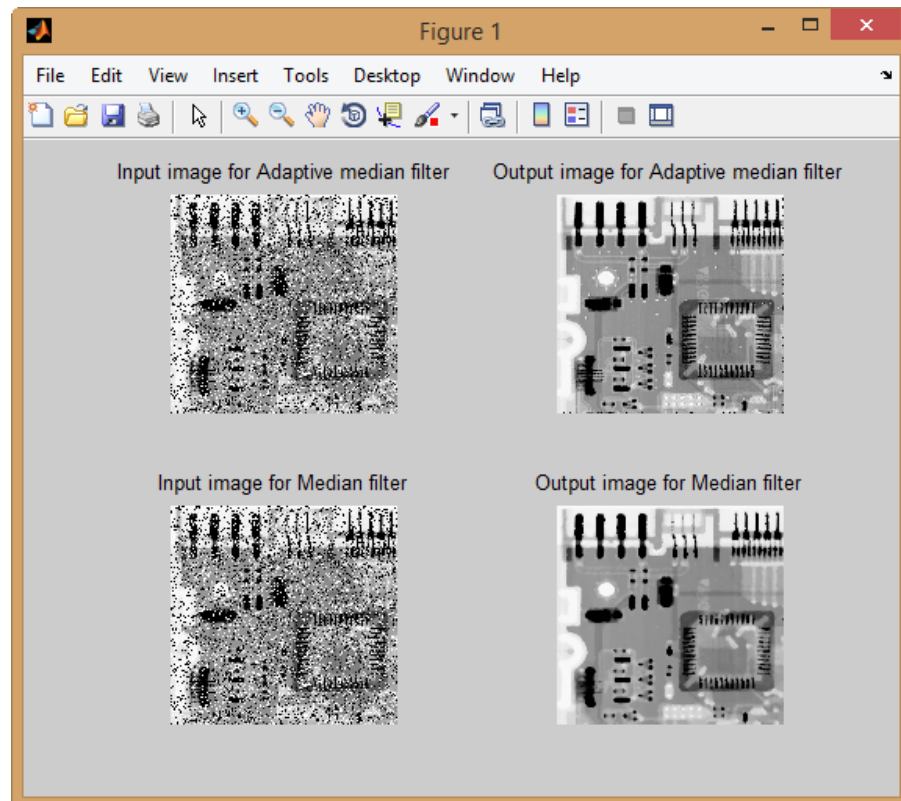 Figure 1
File Edit View Insert Tools Desktop Window Help
Input image for Adaptive median filter
Output image for Adaptive median filter
Input image for Median filter
Output image for Median filter